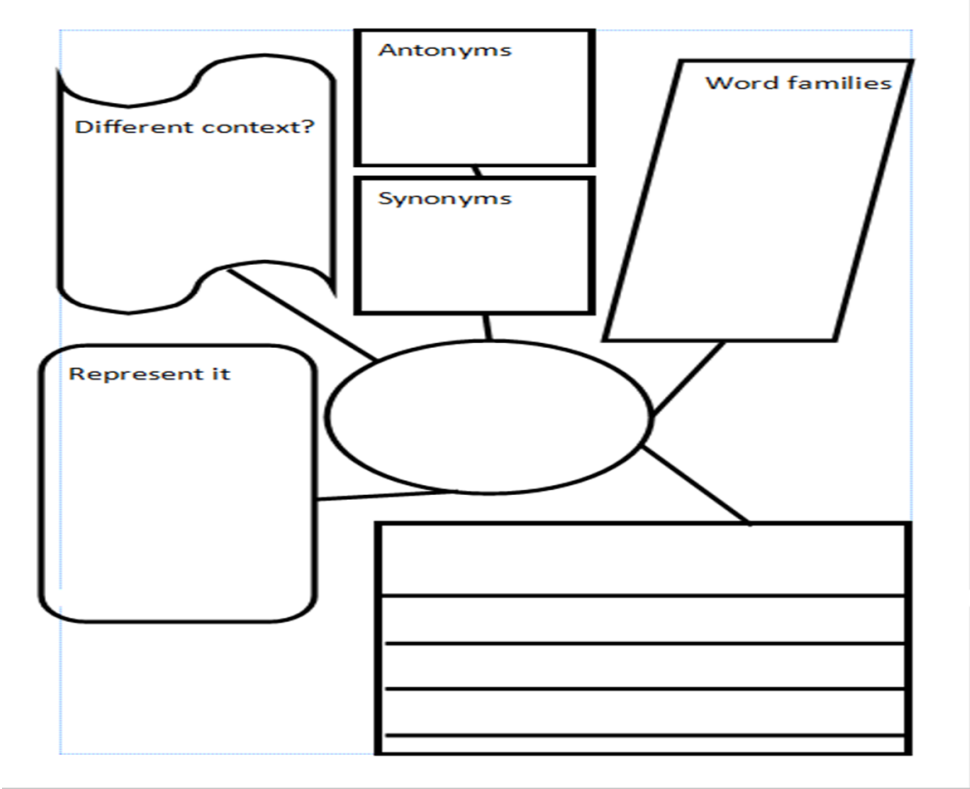 Antonyms
Word families
Different context?
Synonyms
Represent it